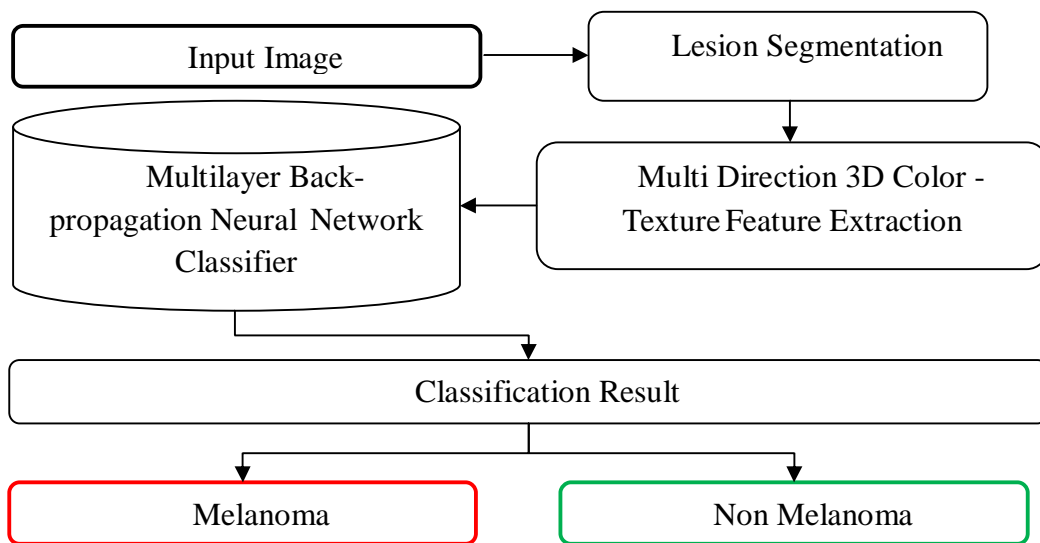 Input Image
Lesion Segmentation
Multi Direction 3D Color -
Texture Feature Extraction
Multilayer Back-
propagation Neural Network
Classifier
Classification Result
Melanoma
Non Melanoma